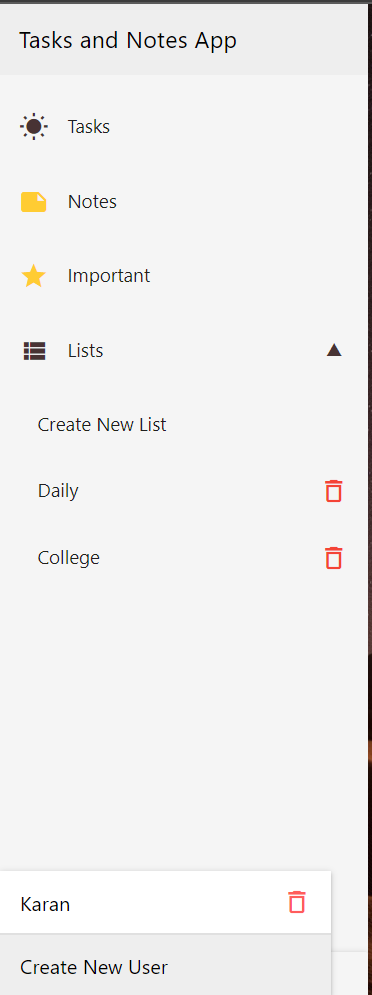 Tasks and Notes App
Tasks
Notes
Important
Lists
Create New List
Daily
College
Karan
Create New User